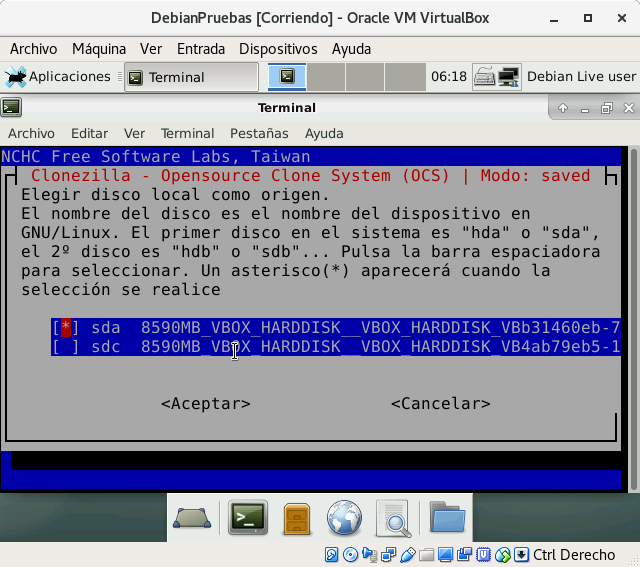 DebianPruebas [Corriendo] - Oracle VM VirtualBox
Archivo Máquina Ver Entrada Dispositivos Ayuda
Aplicaciones Terminal 06:18 Debian Live user
Terminal
Archivo Editar Ver Terminal Pestañas Ayuda
NCHC Free Software Labs, Taiwan
Clonezilla - Opensource Clone System (OCS) | Modo: saved
Elegir disco local como origen.
El nombre del disco es el nombre del dispositivo en
GNU/Linux. El primer disco en el sistema es "hda" o "sda",
el 2º disco es "hdb" o "sdb"... Pulsa la barra espaciadora
para seleccionar. Un asterisco(*) aparecerá cuando la
selección se realice
[*] sda 8590MB_VBOX_HARDDISK__VBOX_HARDDISK_VBb31460eb-7
[ ] sdc 8590MB_VBOX_HARDDISK__VBOX_HARDDISK_VB4ab79eb5-1
<Aceptar> <Cancelar>
Ctrl Derecho